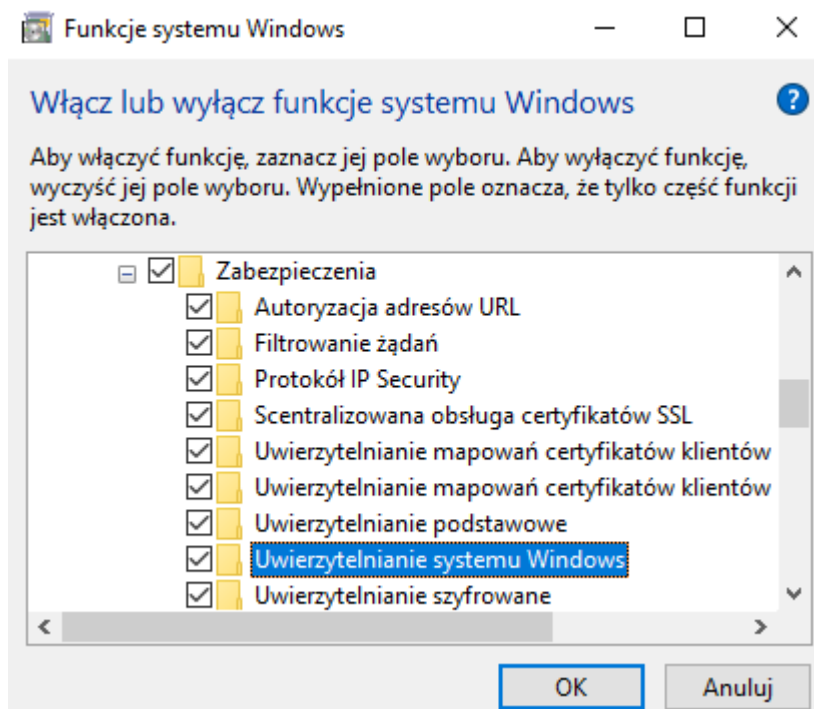 Funkcje systemu Windows
Włącz lub wyłącz funkcje systemu Windows
?
Aby włączyć funkcję, zaznacz jej pole wyboru. Aby wyłączyć funkcję,
wyczyść jej pole wyboru. Wypełnione pole oznacza, że tylko część funkcji
jest włączona.
Zabezpieczenia
Autoryzacja adresów URL
Filtrowanie żądań
Protokół IP Security
Scentralizowana obsługa certyfikatów SSL
Uwierzytelnianie mapowań certyfikatów klientów
Uwierzytelnianie mapowań certyfikatów klientów
Uwierzytelnianie podstawowe
Uwierzytelnianie systemu Windows
Uwierzytelnianie szyfrowane
OK
Anuluj